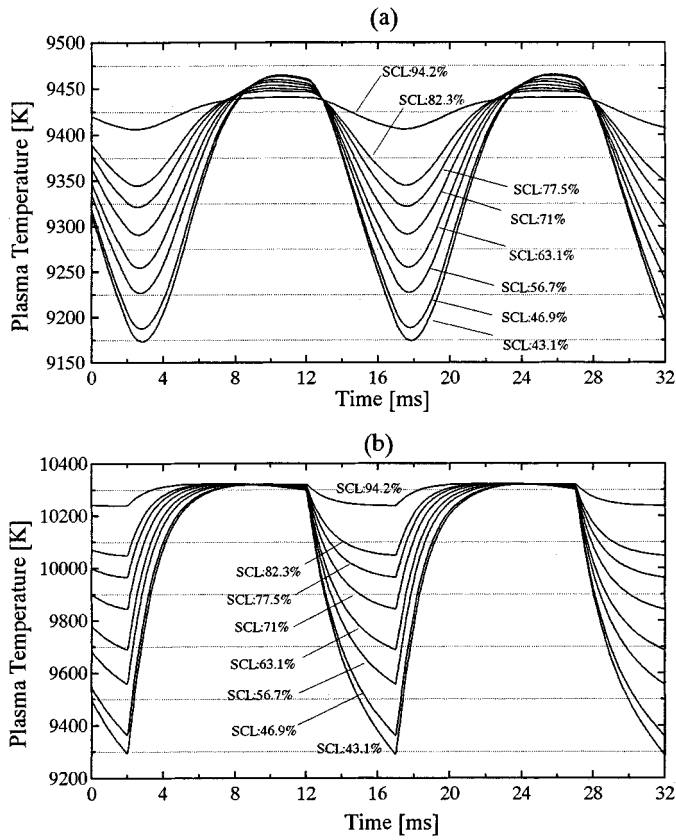 (a)
Plasma Temperature [K]
9500
9450
9400
9350
9300
9250
9200
9150
SCL:94.2%
SCL:82.3%
SCL:77.5%
SCL:71%
SCL:63.1%
SCL:56.7%
SCL:46.9%
SCL:43.1%
0 4 8 12 16 20 24 28 32
Time [ms]
(b)
Plasma Temperature [K]
10400
10200
10000
9800
9600
9400
9200
SCL:94.2%
SCL:82.3%
SCL:77.5%
SCL:71%
SCL:63.1%
SCL:56.7%
SCL:46.9%
SCL:43.1%
0 4 8 12 16 20 24 28 32
Time [ms]